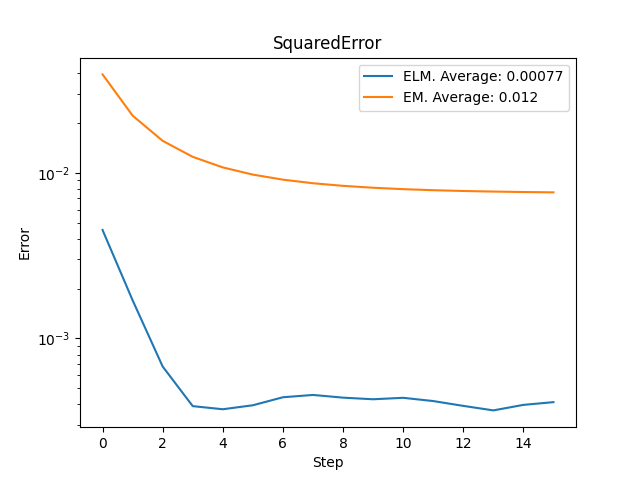 SquaredError
ELM. Average: 0.00077
EM. Average: 0.012
10⁻²
10⁻³
Error
0 2 4 6 8 10 12 14
Step